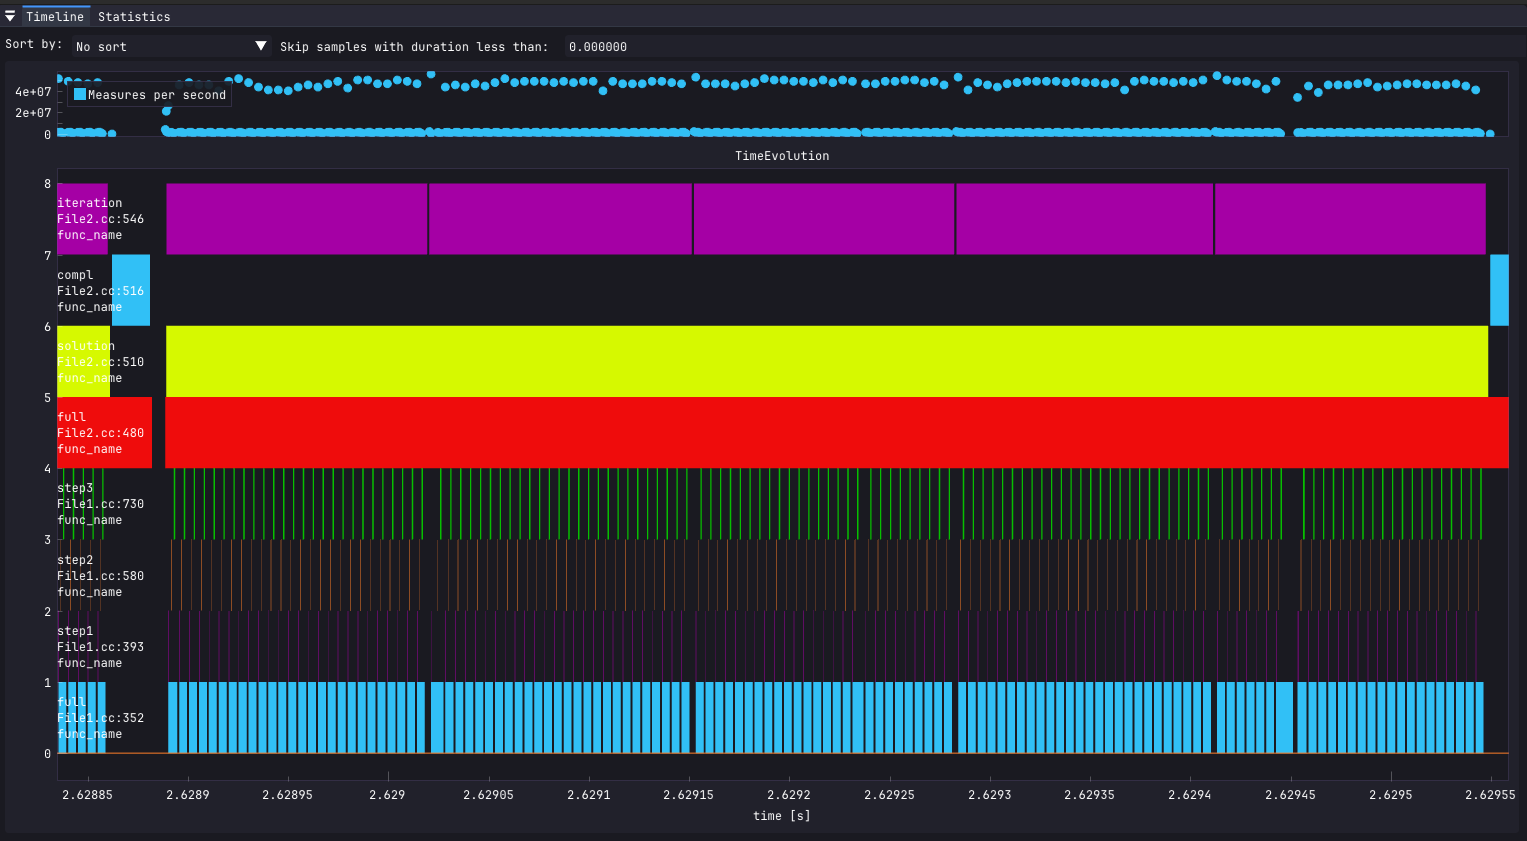 Timeline Statistics
Sort by: No sort Skip samples with duration less than: 0.000000
4e+07
Measures per second
2e+07
0
TimeEvolution
8
iteration
File2.cc:546
func_name
7
compl
File2.cc:516
func_name
6
solution
File2.cc:510
func_name
5
full
File2.cc:480
func_name
4
step3
File1.cc:730
func_name
3
step2
File1.cc:580
func_name
2
step1
File1.cc:393
func_name
1
full
File1.cc:352
func_name
0
2.62885 2.6289 2.62895 2.629 2.62905 2.6291 2.62915 2.6292 2.62925 2.6293 2.62935 2.6294 2.62945 2.6295 2.62955
time [s]